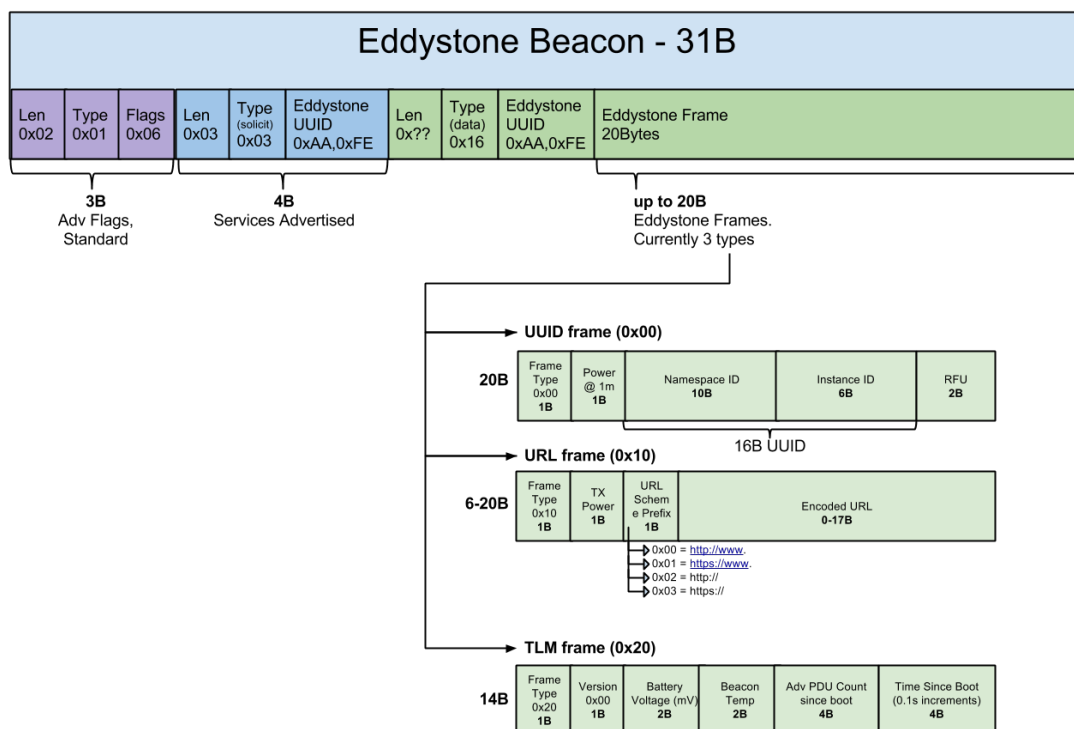 Eddystone Beacon - 31B
Len
0x02
Type
0x01
Flags
0x06
Len
0x03
Type
(solicit)
0x03
Eddystone
UUID
0xAA,0xFE
Len
0x??
Type
(data)
0x16
Eddystone
UUID
0xAA,0xFE
Eddystone Frame
20Bytes
3B
Adv Flags,
Standard
4B
Services Advertised
up to 20B
Eddystone Frames.
Currently 3 types
UUID frame (0x00)
20B
Frame
Type
0x00
1B
Power
@ 1m
1B
Namespace ID
10B
Instance ID
6B
RFU
2B
16B UUID
URL frame (0x10)
6-20B
Frame
Type
0x10
1B
TX
Power
1B
URL
Schem
e Prefix
1B
Encoded URL
0-17B
0x00 = http://www.
0x01 = https://www.
0x02 = http://
0x03 = https://
TLM frame (0x20)
14B
Frame
Type
0x20
1B
Version
0x00
1B
Battery
Voltage (mV)
2B
Beacon
Temp
2B
Adv PDU Count
since boot
4B
Time Since Boot
(0.1s increments)
4B